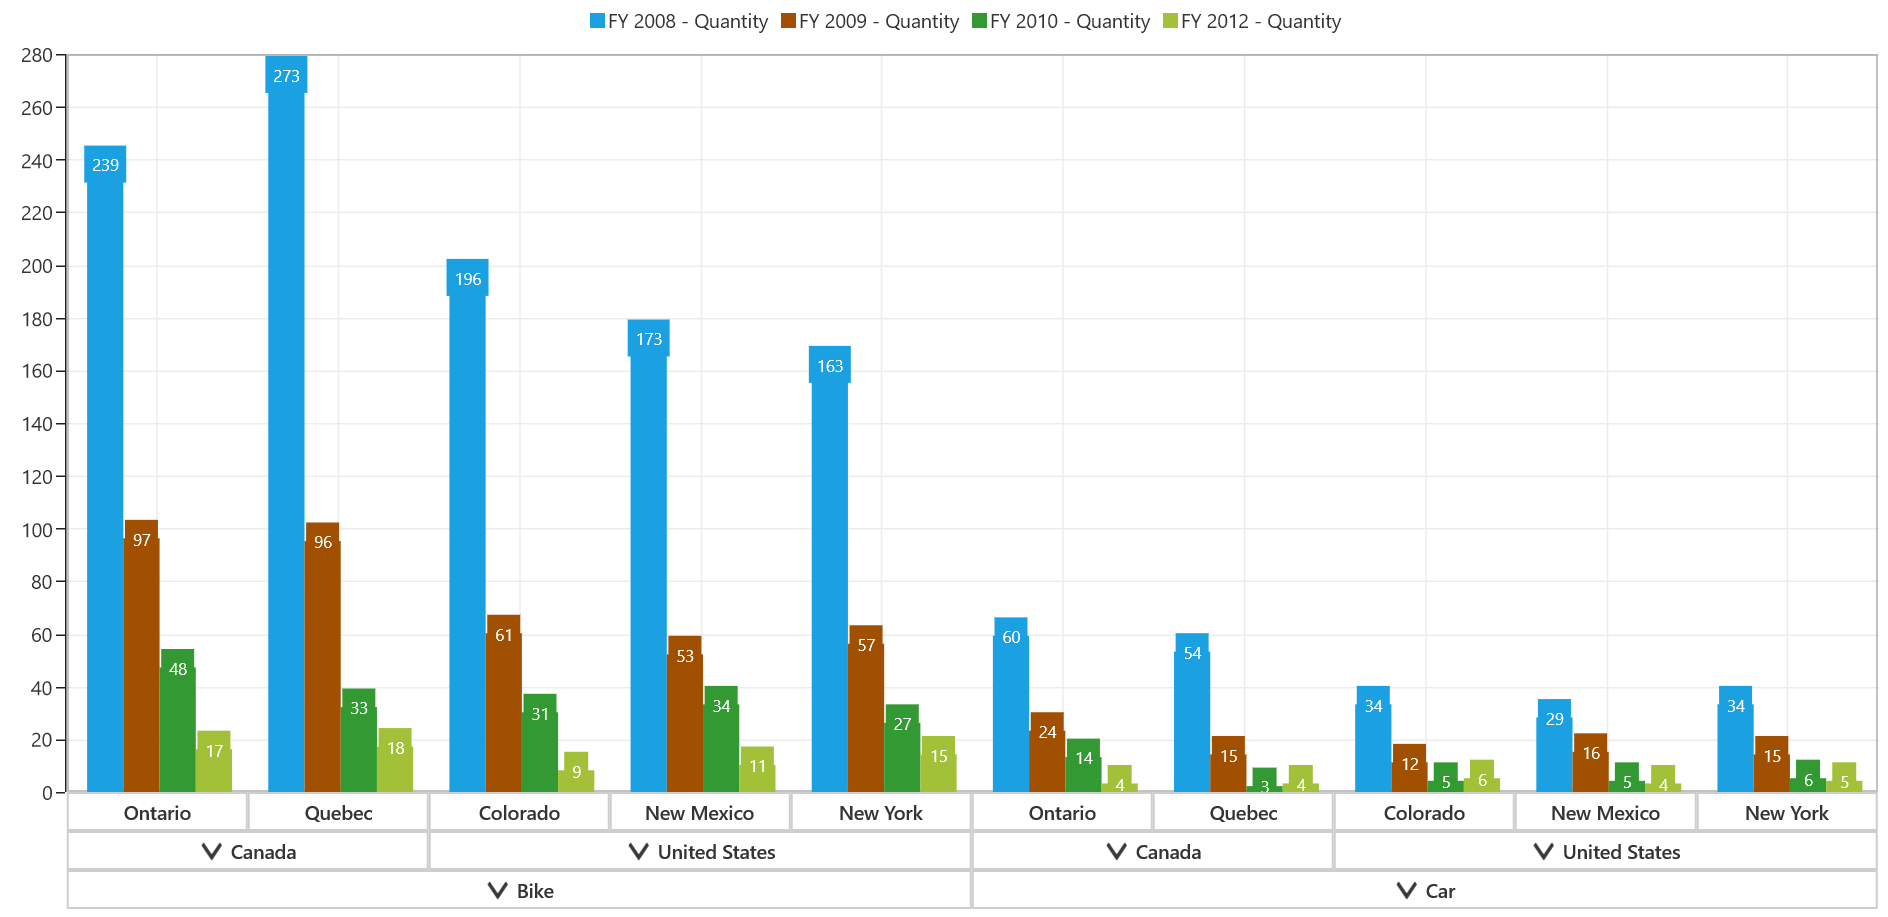 FY 2008 - Quantity FY 2009 - Quantity FY 2010 - Quantity FY 2012 - Quantity
280
260
240
220
200
180
160
140
120
100
80
60
40
20
0
239 97 48 17
273 96 33 18
196 61 31 9
173 53 34 11
163 57 27 15
60 24 14 4
54 15 3 4
34 12 5 6
29 16 5 4
34 15 6 5
Ontario Quebec Colorado New Mexico New York Ontario Quebec Colorado New Mexico New York
Canada United States Canada United States
Bike Car